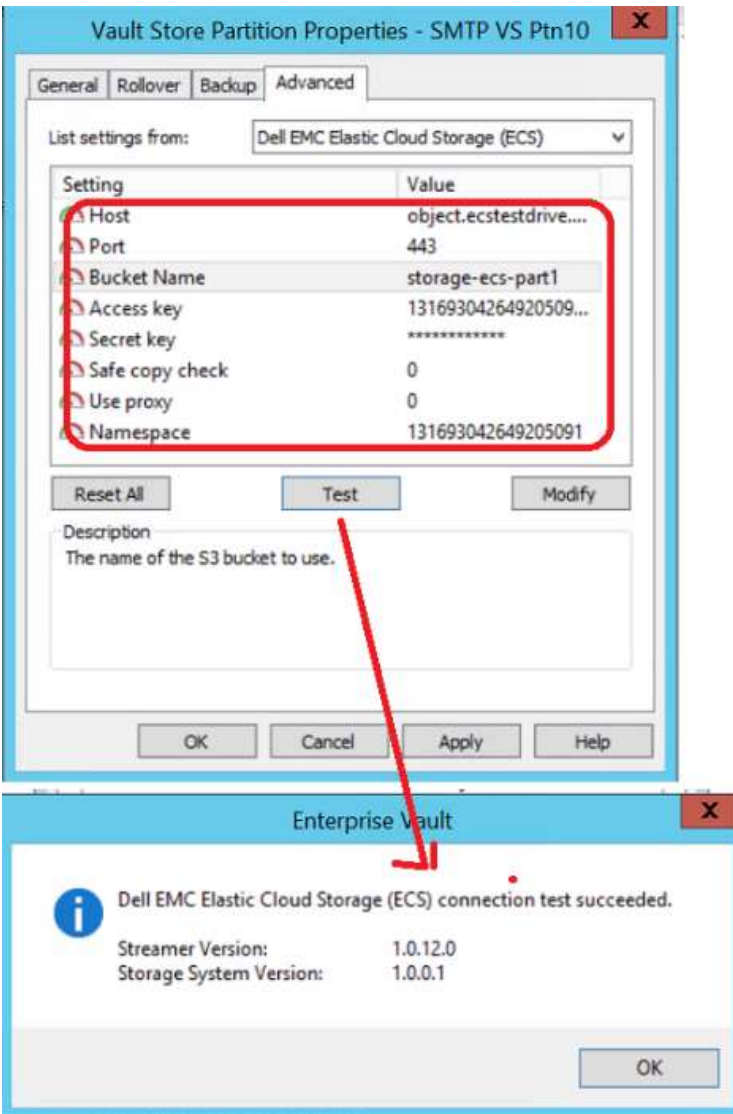 Vault Store Partition Properties - SMTP VS Ptn10
X
General Rollover Backup Advanced
List settings from: Dell EMC Elastic Cloud Storage (ECS)
Setting Value
Host object.ecstestdrive....
Port 443
Bucket Name storage-ecs-part1
Access key 13169304264920509...
Secret key ************
Safe copy check 0
Use proxy 0
Namespace 131693042649205091
Reset All Test Modify
Description
The name of the S3 bucket to use.
OK Cancel Apply Help
Enterprise Vault
X
Dell EMC Elastic Cloud Storage (ECS) connection test succeeded.
Streamer Version: 1.0.12.0
Storage System Version: 1.0.0.1
OK